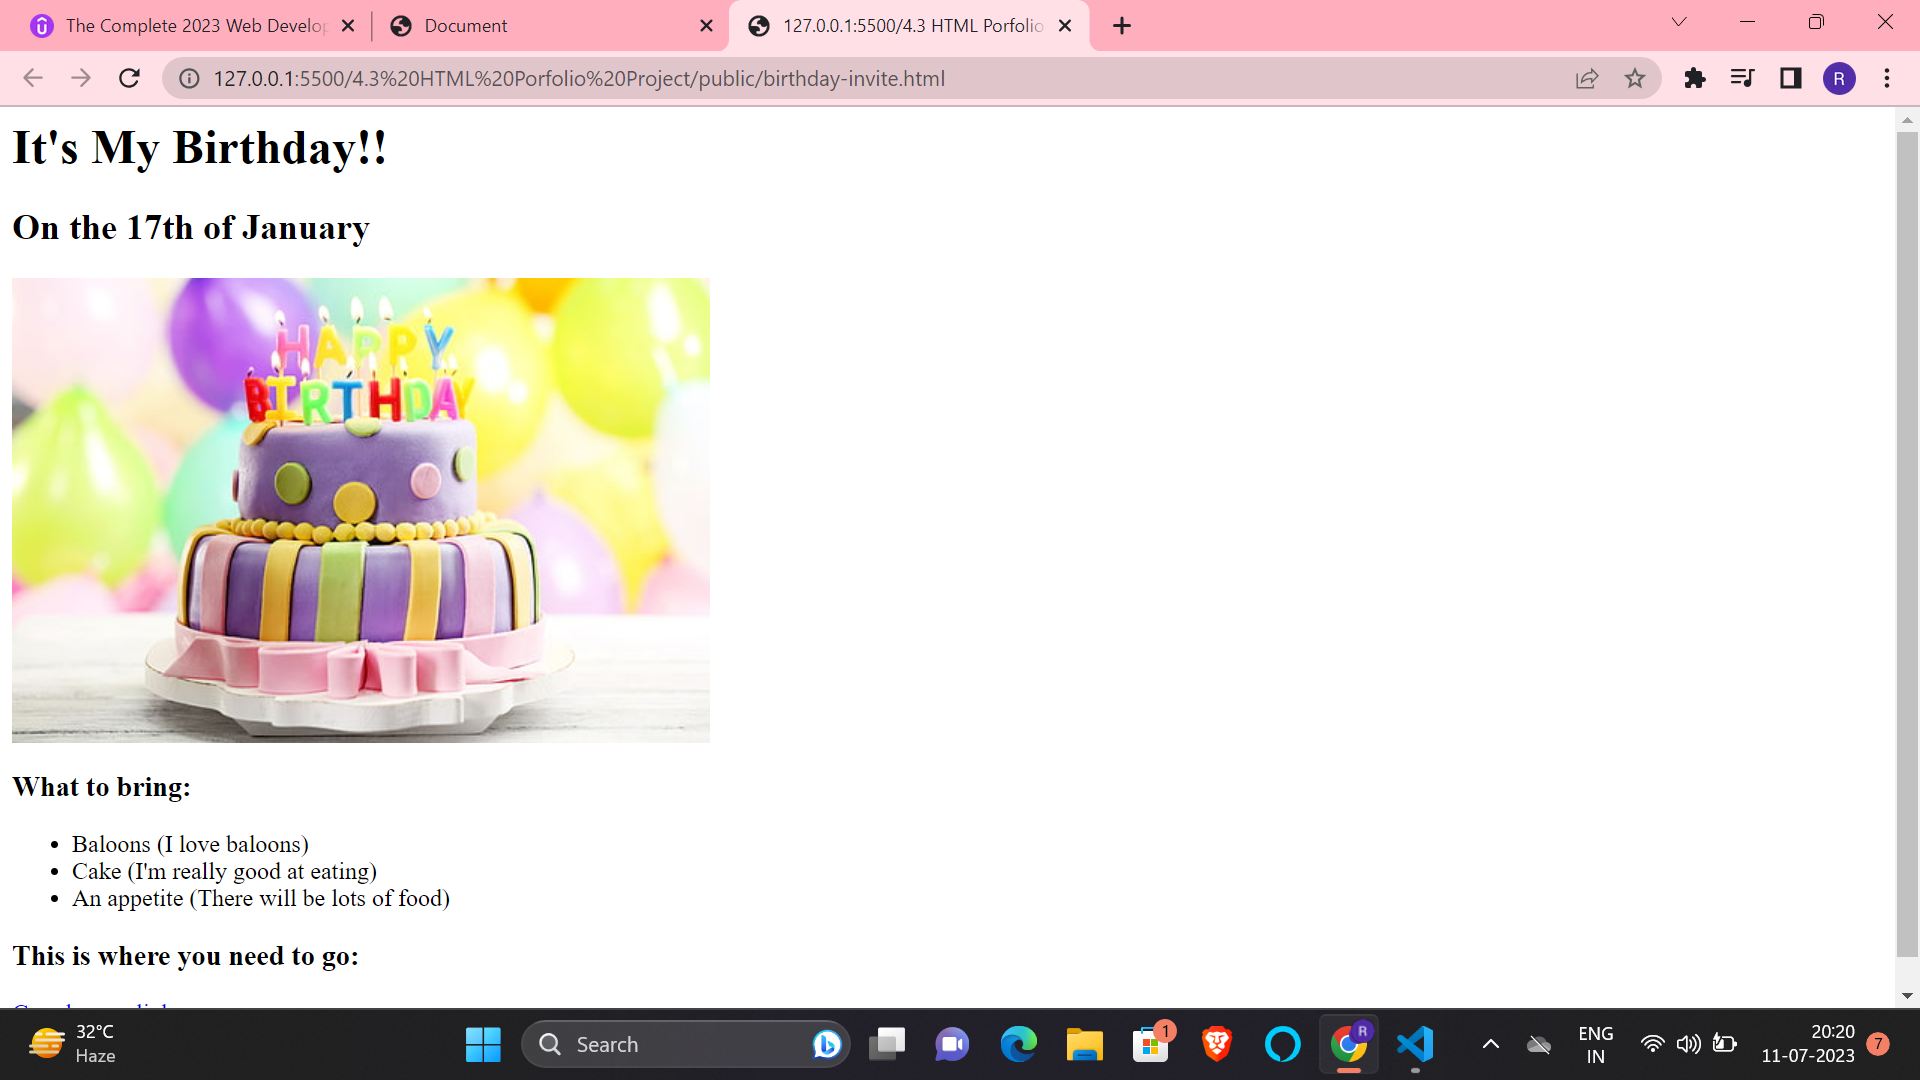 The Complete 2023 Web Develop
Document
127.0.0.1:5500/4.3 HTML Porfolio
127.0.0.1:5500/4.3%20HTML%20Porfolio%20Project/public/birthday-invite.html
R
It's My Birthday!!
On the 17th of January
HAPPY
BIRTHDAY
What to bring:
Baloons (I love baloons)
Cake (I'm really good at eating)
An appetite (There will be lots of food)
This is where you need to go:
32°C
Haze
Search
1
R
ENG
IN
20:20
11-07-2023
7